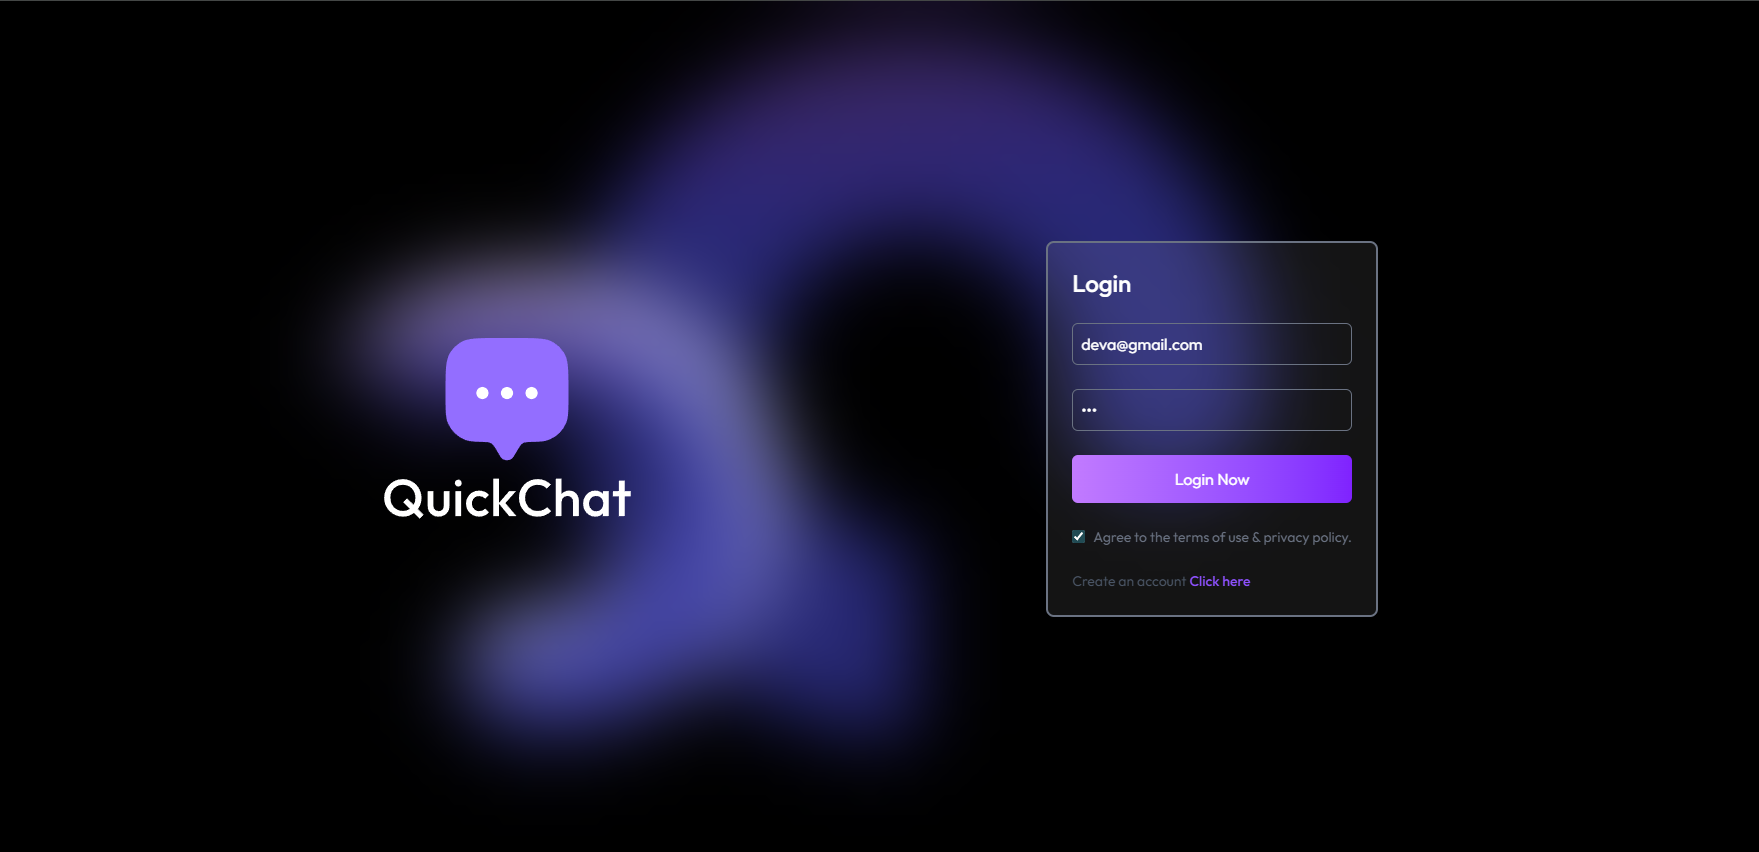 QuickChat
Login
deva@gmail.com
•••
Login Now
Agree to the terms of use & privacy policy.
Create an account Click here